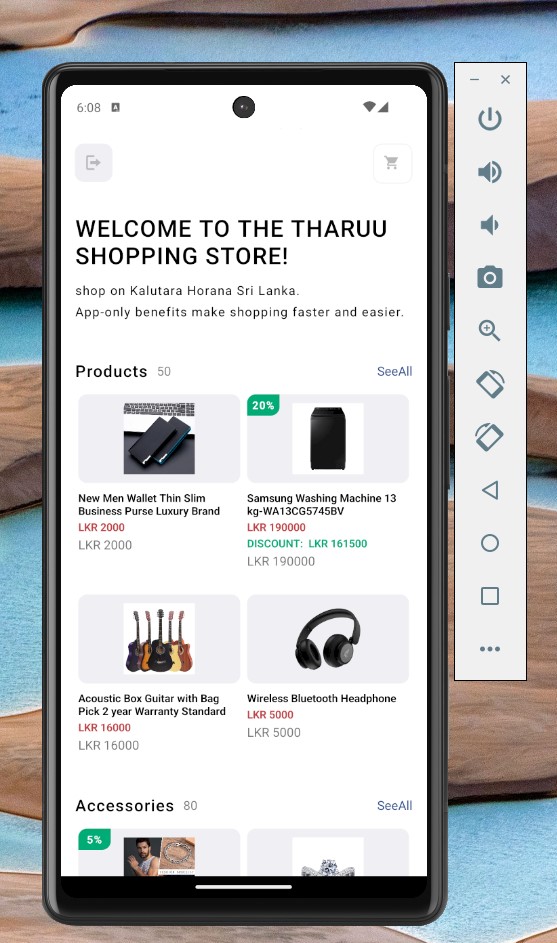 6:08
A
WELCOME TO THE THARUU
SHOPPING STORE!
shop on Kalutara Horana Sri Lanka.
App-only benefits make shopping faster and easier.
Products 50 SeeAll
20%
New Men Wallet Thin Slim
Business Purse Luxury Brand
LKR 2000
LKR 2000
Samsung Washing Machine 13
kg-WA13CG5745BV
LKR 190000
DISCOUNT: LKR 161500
LKR 190000
Acoustic Box Guitar with Bag
Pick 2 year Warranty Standard
LKR 16000
LKR 16000
Wireless Bluetooth Headphone
LKR 5000
LKR 5000
Accessories 80 SeeAll
5%